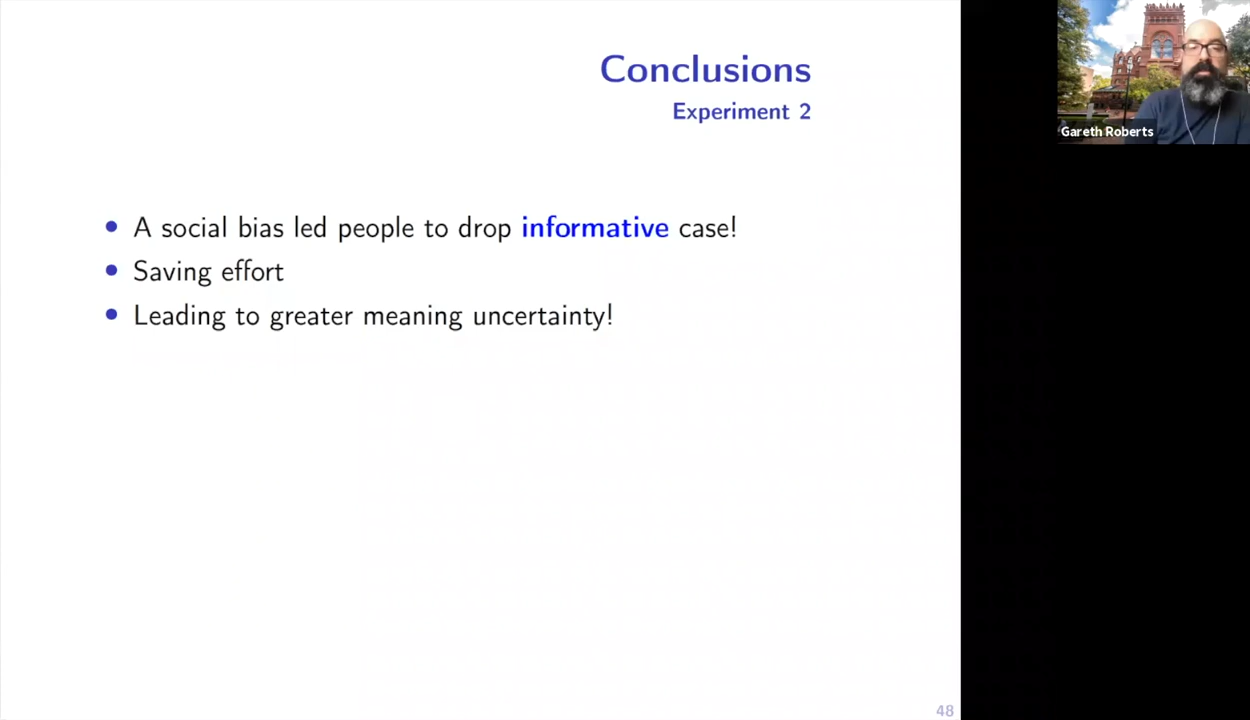 Conclusions
Experiment 2
A social bias led people to drop informative case!
Saving effort
Leading to greater meaning uncertainty!
48
Gareth Roberts